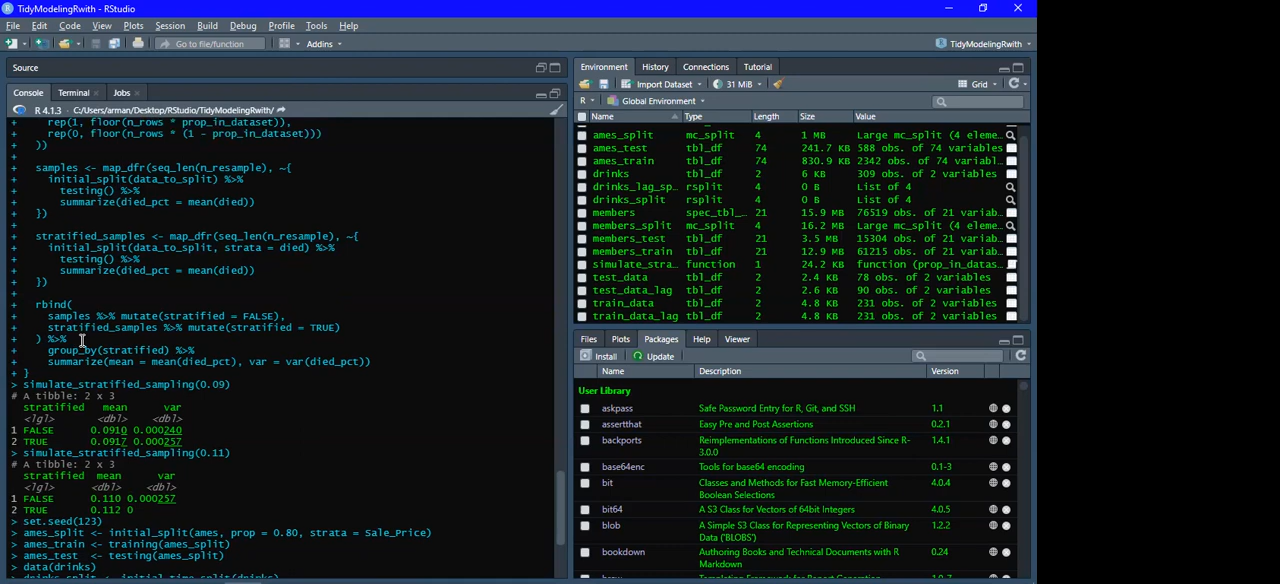 TidyModelingRwith - RStudio
File Edit Code View Plots Session Build Debug Profile Tools Help
Go to file/function Addins TidyModelingRwith
Source
Console Terminal Jobs
R 4.1.3 · C:/Users/arman/Desktop/RStudio/TidyModelingRwith/
+ rep(1, floor(n_rows * prop_in_dataset)),
+ rep(0, floor(n_rows * (1 - prop_in_dataset)))
+ ))
+
+ samples <- map_dfr(seq_len(n_resample), ~{
+ initial_split(data_to_split) %>%
+ testing() %>%
+ summarize(died_pct = mean(died))
+ })
+
+ stratified_samples <- map_dfr(seq_len(n_resample), ~{
+ initial_split(data_to_split, strata = died) %>%
+ testing() %>%
+ summarize(died_pct = mean(died))
+ })
+
+ rbind(
+ samples %>% mutate(stratified = FALSE),
+ stratified_samples %>% mutate(stratified = TRUE)
+ ) %>%
+ group_by(stratified) %>%
+ summarize(mean = mean(died_pct), var = var(died_pct))
+ }
> simulate_stratified_sampling(0.09)
# A tibble: 2 x 3
stratified mean var
<lgl> <dbl> <dbl>
1 FALSE 0.0910 0.000240
2 TRUE 0.0917 0.000257
> simulate_stratified_sampling(0.11)
# A tibble: 2 x 3
stratified mean var
<lgl> <dbl> <dbl>
1 FALSE 0.110 0.000257
2 TRUE 0.112 0
> set.seed(123)
> ames_split <- initial_split(ames, prop = 0.80, strata = Sale_Price)
> ames_train <- training(ames_split)
> ames_test <- testing(ames_split)
> data(drinks)
> drinks_split <- initial_time_split(drinks)
Environment History Connections Tutorial
Import Dataset 31 MiB Grid
R Global Environment
Name Type Length Size Value
ames_split mc_split 4 1 MB Large mc_split (4 eleme…
ames_test tbl_df 74 241.7 KB 588 obs. of 74 variables
ames_train tbl_df 74 830.9 KB 2342 obs. of 74 variables
drinks tbl_df 2 6 KB 309 obs. of 2 variables
drinks_lag_sp… rsplit 4 0 B List of 4
drinks_split rsplit 4 0 B List of 4
members spec_tbl_… 21 15.9 MB 76519 obs. of 21 variab…
members_split mc_split 4 16.2 MB Large mc_split (4 eleme…
members_test tbl_df 21 3.5 MB 15304 obs. of 21 variab…
members_train tbl_df 21 12.9 MB 61215 obs. of 21 variab…
simulate_stra… function 1 24.2 KB function (prop_in_datas…
test_data tbl_df 2 2.4 KB 78 obs. of 2 variables
test_data_lag tbl_df 2 2.6 KB 90 obs. of 2 variables
train_data tbl_df 2 4.8 KB 231 obs. of 2 variables
train_data_lag tbl_df 2 4.8 KB 231 obs. of 2 variables
Files Plots Packages Help Viewer
Install Update
Name Description Version
User Library
askpass Safe Password Entry for R, Git, and SSH 1.1
assertthat Easy Pre and Post Assertions 0.2.1
backports Reimplementations of Functions Introduced Since R-
3.0.0 1.4.1
base64enc Tools for base64 encoding 0.1-3
bit Classes and Methods for Fast Memory-Efficient
Boolean Selections 4.0.4
bit64 A S3 Class for Vectors of 64bit Integers 4.0.5
blob A Simple S3 Class for Representing Vectors of Binary
Data ('BLOBS') 1.2.2
bookdown Authoring Books and Technical Documents with R
Markdown 0.24